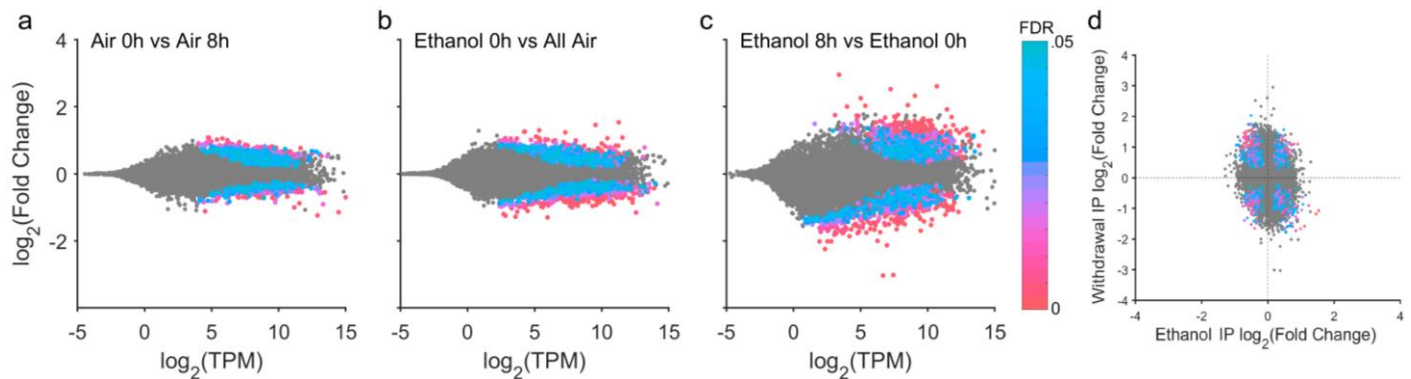 a
Air 0h vs Air 8h
log2(Fold Change)
4
2
0
-2
-5
0
5
10
15
log2(TPM)
b
Ethanol 0h vs All Air
-5
0
5
10
15
log2(TPM)
c
Ethanol 8h vs Ethanol 0h
-5
0
5
10
15
log2(TPM)
FDR
.05
0
d
Withdrawal IP log2(Fold Change)
4
3
2
1
0
-1
-2
-3
-4
-4
-2
0
2
4
Ethanol IP log2(Fold Change)